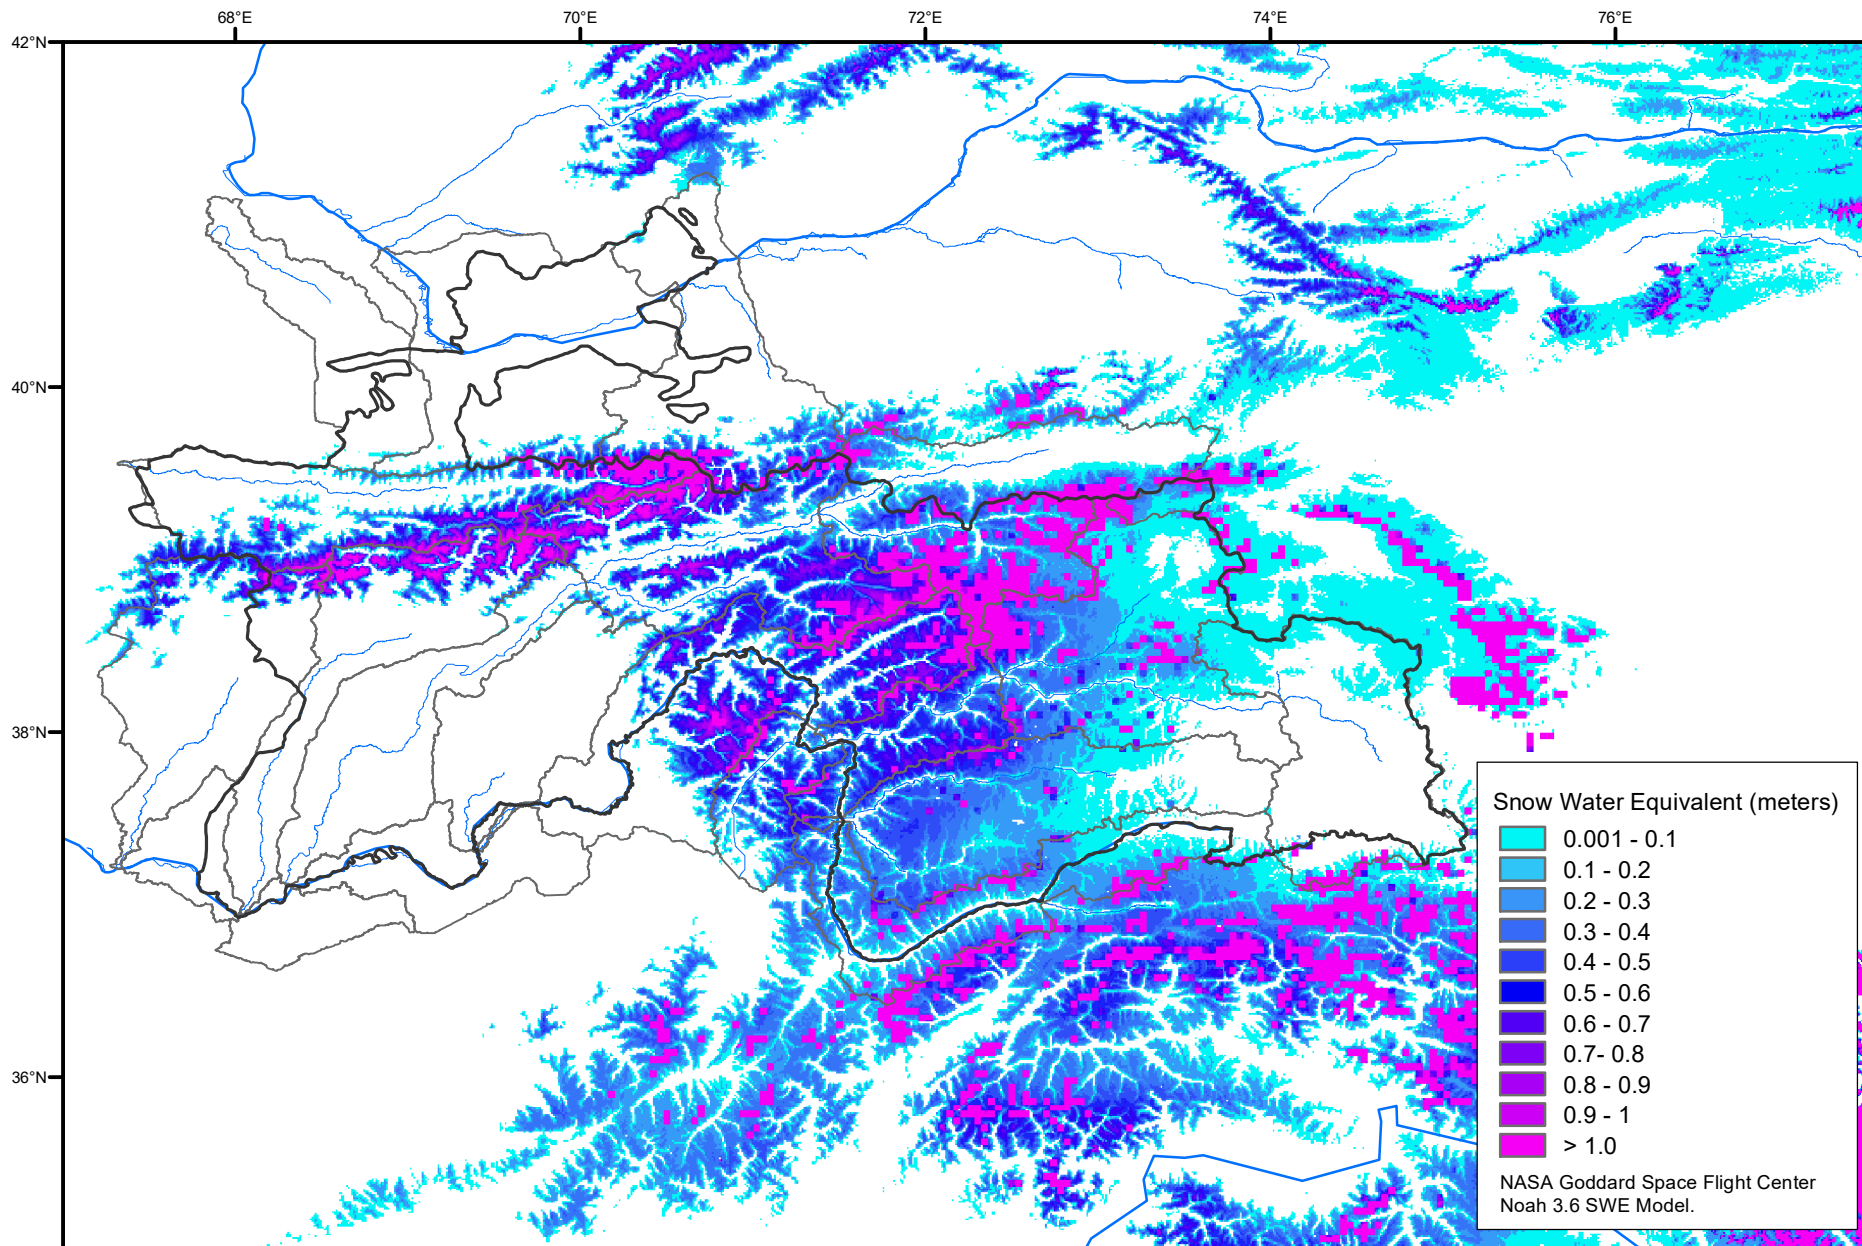 68°E 70°E 72°E 74°E 76°E
42°N
40°N
38°N
36°N
Snow Water Equivalent (meters)
0.001 - 0.1
0.1 - 0.2
0.2 - 0.3
0.3 - 0.4
0.4 - 0.5
0.5 - 0.6
0.6 - 0.7
0.7- 0.8
0.8 - 0.9
0.9 - 1
> 1.0
NASA Goddard Space Flight Center
Noah 3.6 SWE Model.